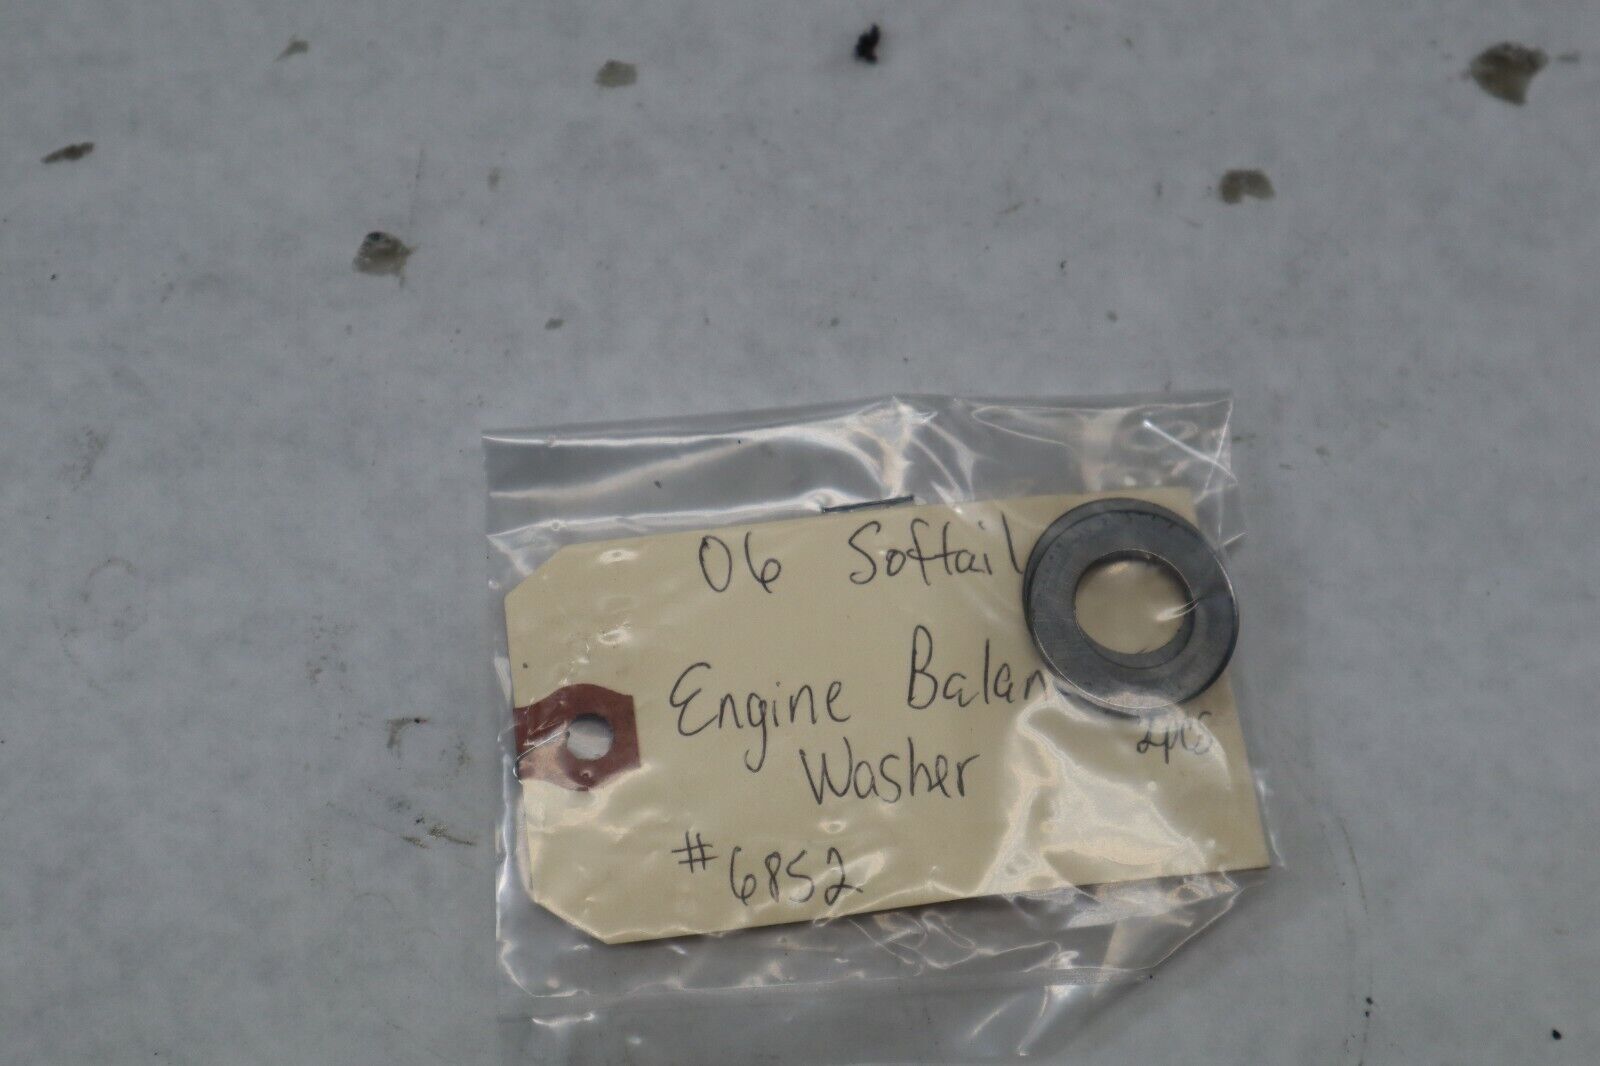 06 Softail
Engine Balan
2pcs
Washer
#6852